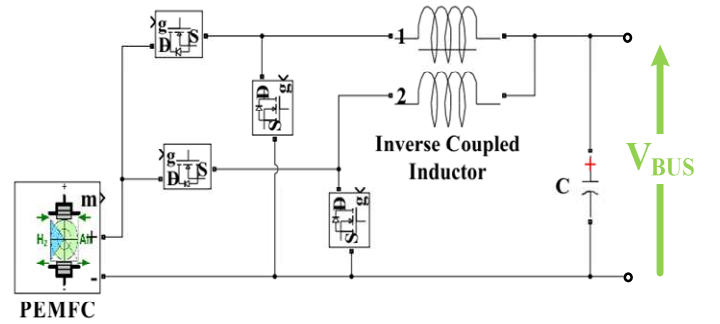 g
D S
1
D g
S
2
Inverse Coupled
Inductor
g
D S
D g
S
+
C
VBUS
+
m
H2 Air
+
-
-
PEMFC